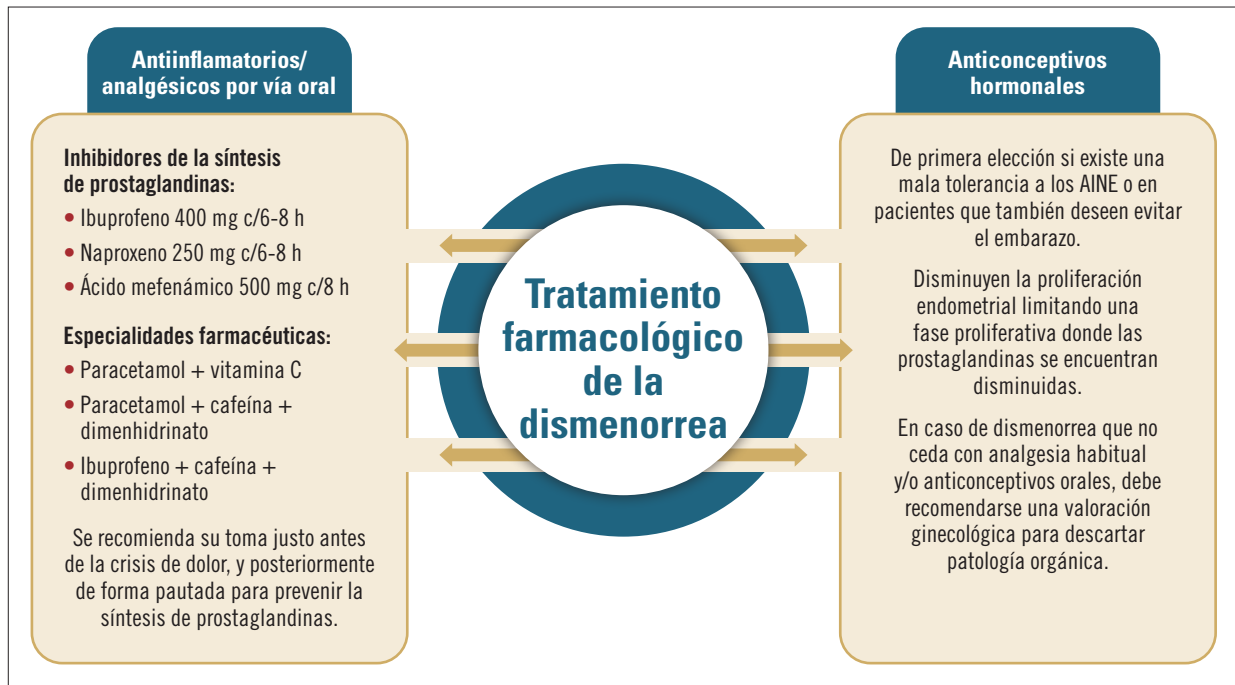 Antiinflamatorios/
analgésicos por vía oral
Inhibidores de la síntesis
de prostaglandinas:
• Ibuprofeno 400 mg c/6-8 h
• Naproxeno 250 mg c/6-8 h
• Ácido mefenámico 500 mg c/8 h
Especialidades farmacéuticas:
• Paracetamol + vitamina C
• Paracetamol + cafeína +
dimenhidrinato
• Ibuprofeno + cafeína +
dimenhidrinato
Se recomienda su toma justo antes
de la crisis de dolor, y posteriormente
de forma pautada para prevenir la
síntesis de prostaglandinas.
Tratamiento
farmacológico
de la
dismenorrea
Anticonceptivos
hormonales
De primera elección si existe una
mala tolerancia a los AINE o en
pacientes que también deseen evitar
el embarazo.
Disminuyen la proliferación
endometrial limitando una
fase proliferativa donde las
prostaglandinas se encuentran
disminuidas.
En caso de dismenorrea que no
ceda con analgesia habitual
y/o anticonceptivos orales, debe
recomendarse una valoración
ginecológica para descartar
patología orgánica.